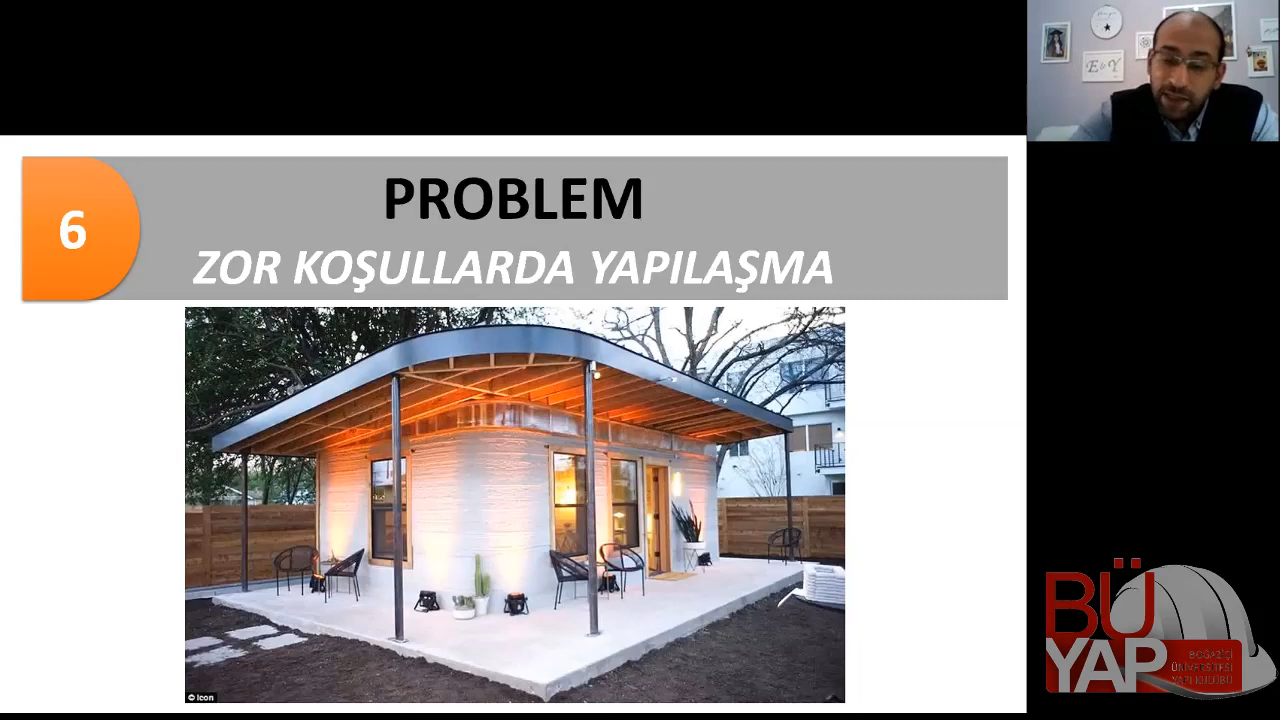 6
PROBLEM
ZOR KOŞULLARDA YAPILAŞMA
© Icon
E & Y
BÜ
YAP
BOĞAZİÇİ
ÜNİVERSİTESİ
YAPI KULÜBÜ